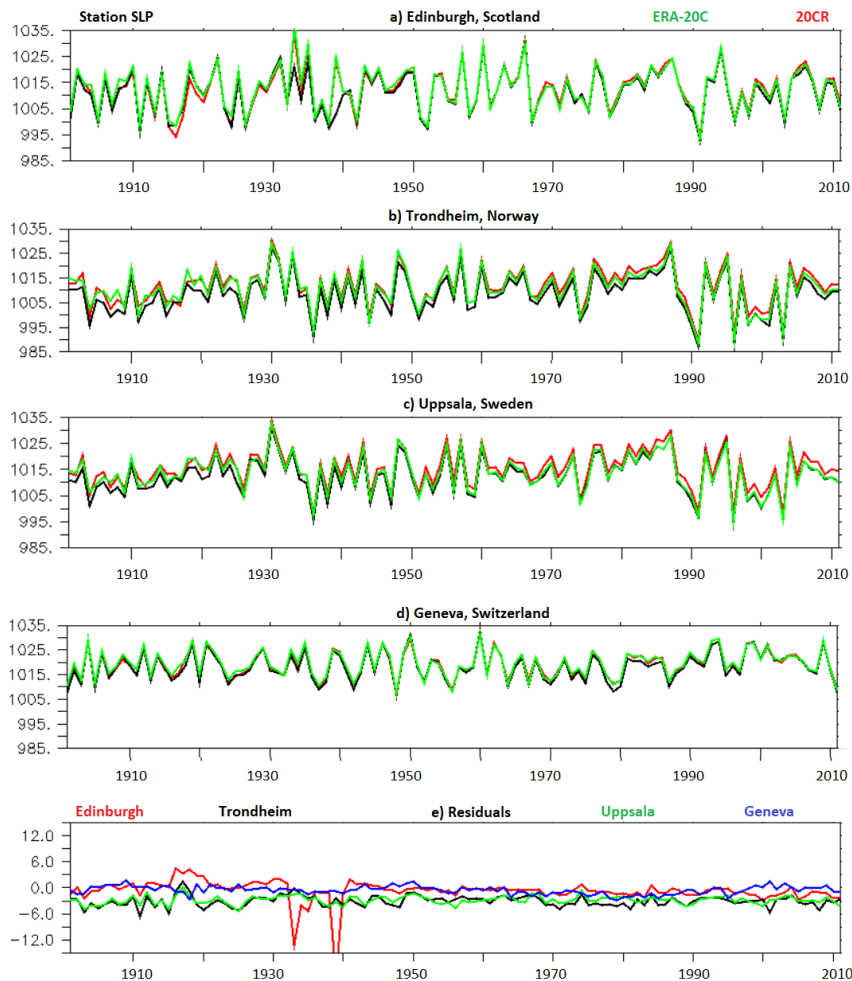 Station SLP a) Edinburgh, Scotland ERA-20C 20CR
1035.
1025.
1015.
1005.
995.
985.
1910 1930 1950 1970 1990 2010
b) Trondheim, Norway
1035.
1025.
1015.
1005.
995.
985.
1910 1930 1950 1970 1990 2010
c) Uppsala, Sweden
1035.
1025.
1015.
1005.
995.
985.
1910 1930 1950 1970 1990 2010
d) Geneva, Switzerland
1035.
1025.
1015.
1005.
995.
985.
1910 1930 1950 1970 1990 2010
Edinburgh Trondheim e) Residuals Uppsala Geneva
12.0
6.0
0.0
−6.0
−12.0
1910 1930 1950 1970 1990 2010